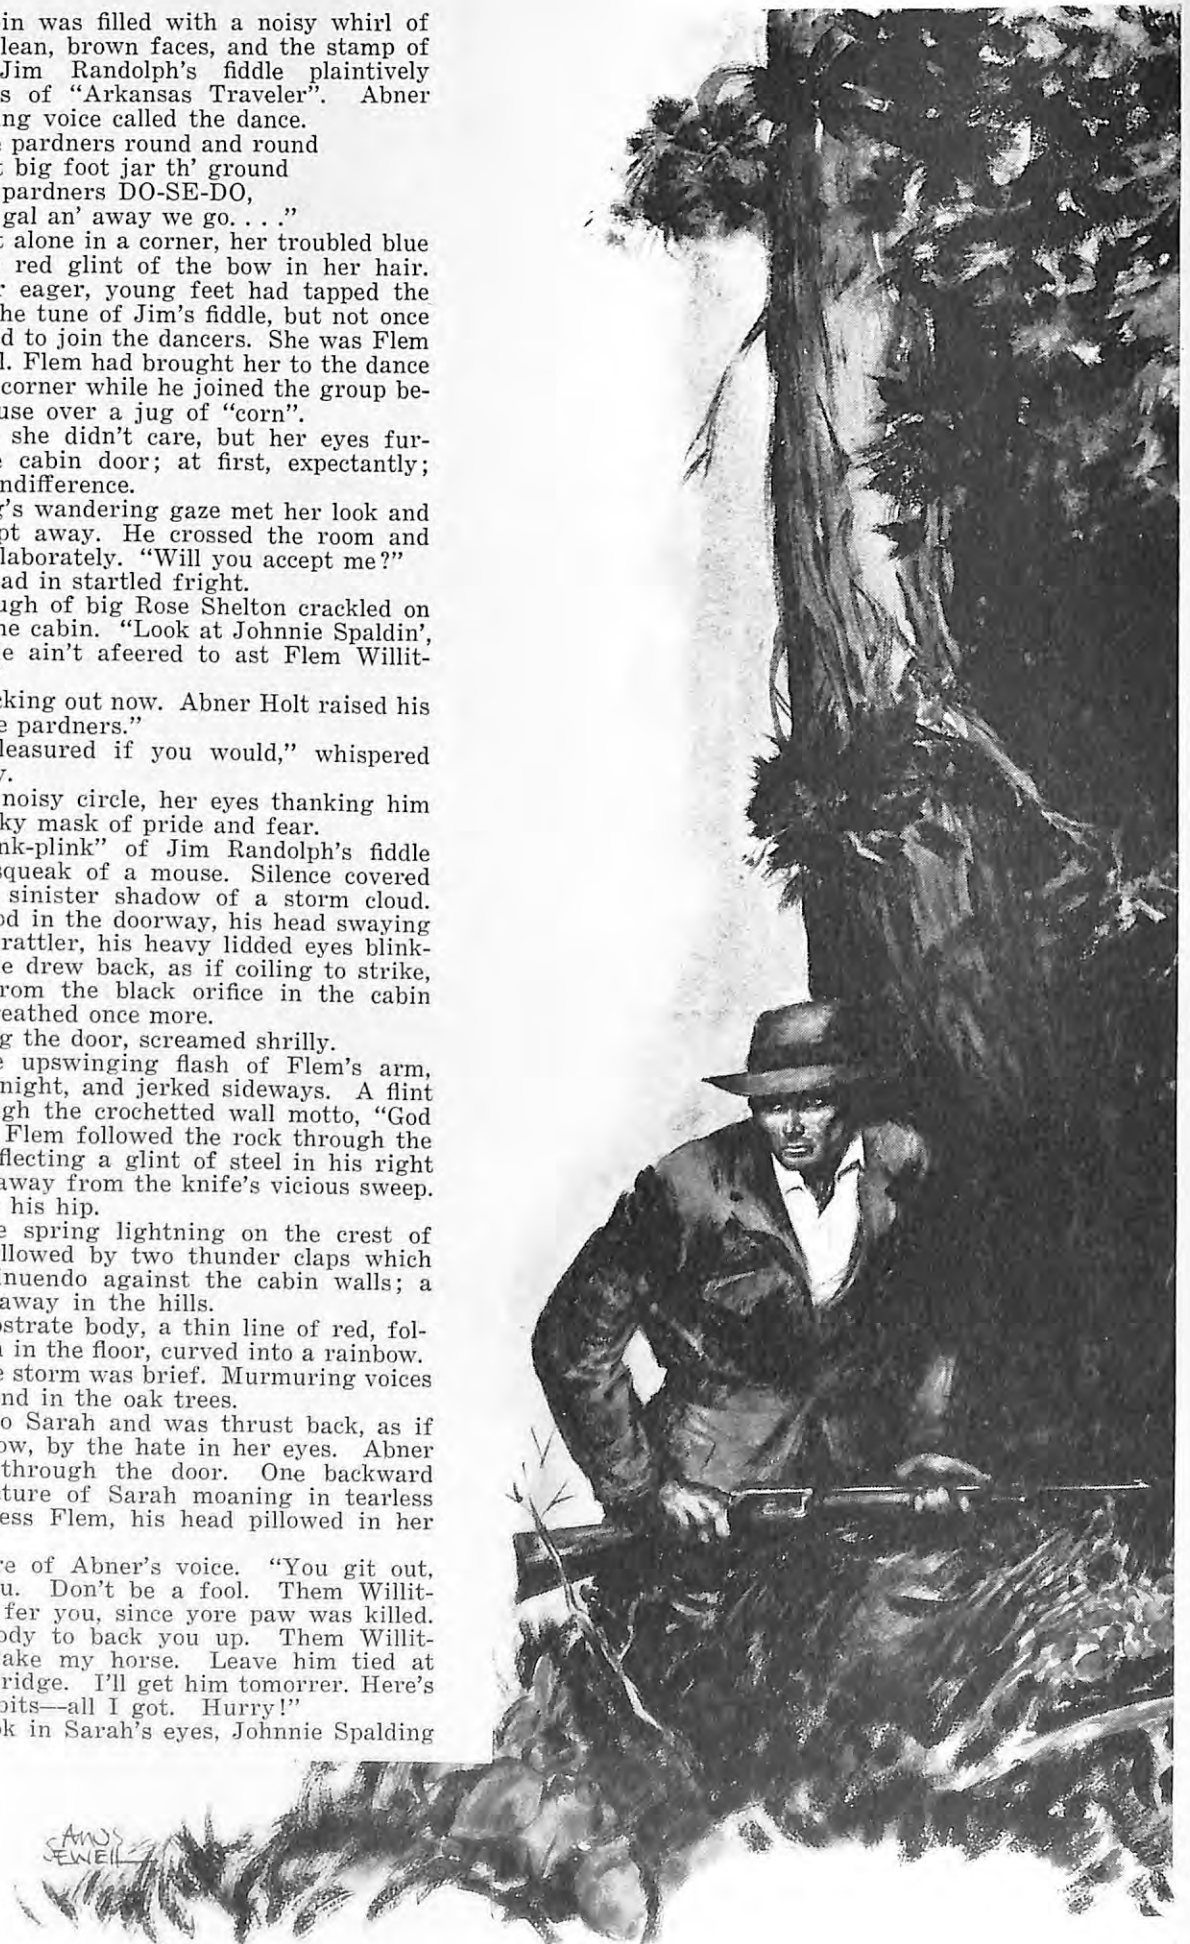 in was filled with a noisy whirl of
lean, brown faces, and the stamp of
Jim Randolph's fiddle plaintively
s of "Arkansas Traveler". Abner
ng voice called the dance.
pardners round and round
big foot jar th' ground
pardners DO-SE-DO,
gal an' away we go. . . ."
alone in a corner, her troubled blue
red glint of the bow in her hair.
eager, young feet had tapped the
he tune of Jim's fiddle, but not once
d to join the dancers. She was Flem
l. Flem had brought her to the dance
corner while he joined the group be-
use over a jug of "corn".
she didn't care, but her eyes fur-
cabin door; at first, expectantly;
ndifference.
's wandering gaze met her look and
pt away. He crossed the room and
laborately. "Will you accept me?"
ad in startled fright.
ugh of big Rose Shelton crackled on
he cabin. "Look at Johnnie Spaldin',
e ain't afeered to ast Flem Willit-
king out now. Abner Holt raised his
e pardners."
leasured if you would," whispered
y.
noisy circle, her eyes thanking him
ky mask of pride and fear.
nk-plink" of Jim Randolph's fiddle
squeak of a mouse. Silence covered
sinister shadow of a storm cloud.
od in the doorway, his head swaying
rattler, his heavy lidded eyes blink-
e drew back, as if coiling to strike,
rom the black orifice in the cabin
eathed once more.
g the door, screamed shrilly.
e upswinging flash of Flem's arm,
night, and jerked sideways. A flint
gh the crochetted wall motto, "God
Flem followed the rock through the
flecting a glint of steel in his right
away from the knife's vicious sweep.
his hip.
e spring lightning on the crest of
llowed by two thunder claps which
inuendo against the cabin walls; a
away in the hills.
ostrate body, a thin line of red, fol-
n in the floor, curved into a rainbow.
e storm was brief. Murmuring voices
nd in the oak trees.
o Sarah and was thrust back, as if
ow, by the hate in her eyes. Abner
through the door. One backward
cture of Sarah moaning in tearless
ess Flem, his head pillowed in her
re of Abner's voice. "You git out,
u. Don't be a fool. Them Willit-
fer you, since yore paw was killed.
ody to back you up. Them Willit-
ake my horse. Leave him tied at
ridge. I'll get him tomorrer. Here's
bits—all I got. Hurry!"
ok in Sarah's eyes, Johnnie Spalding
AMOS
SEWELL